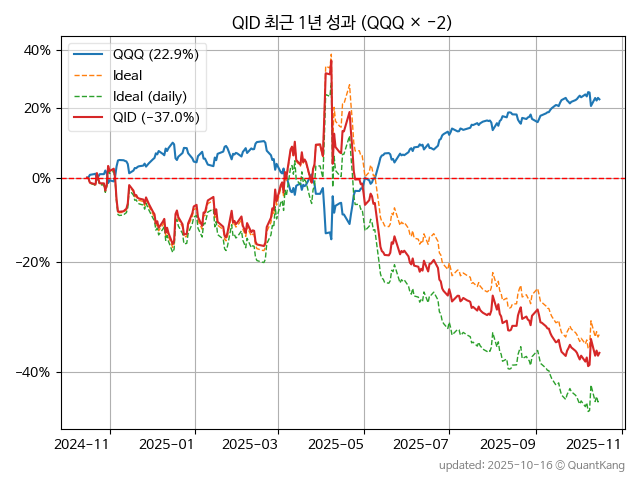 QID 최근 1년 성과 (QQQ × −2)
QQQ (22.9%)
Ideal
Ideal (daily)
QID (−37.0%)
40%
20%
0%
−20%
−40%
2024-11 2025-01 2025-03 2025-05 2025-07 2025-09 2025-11
updated: 2025-10-16 © QuantKang